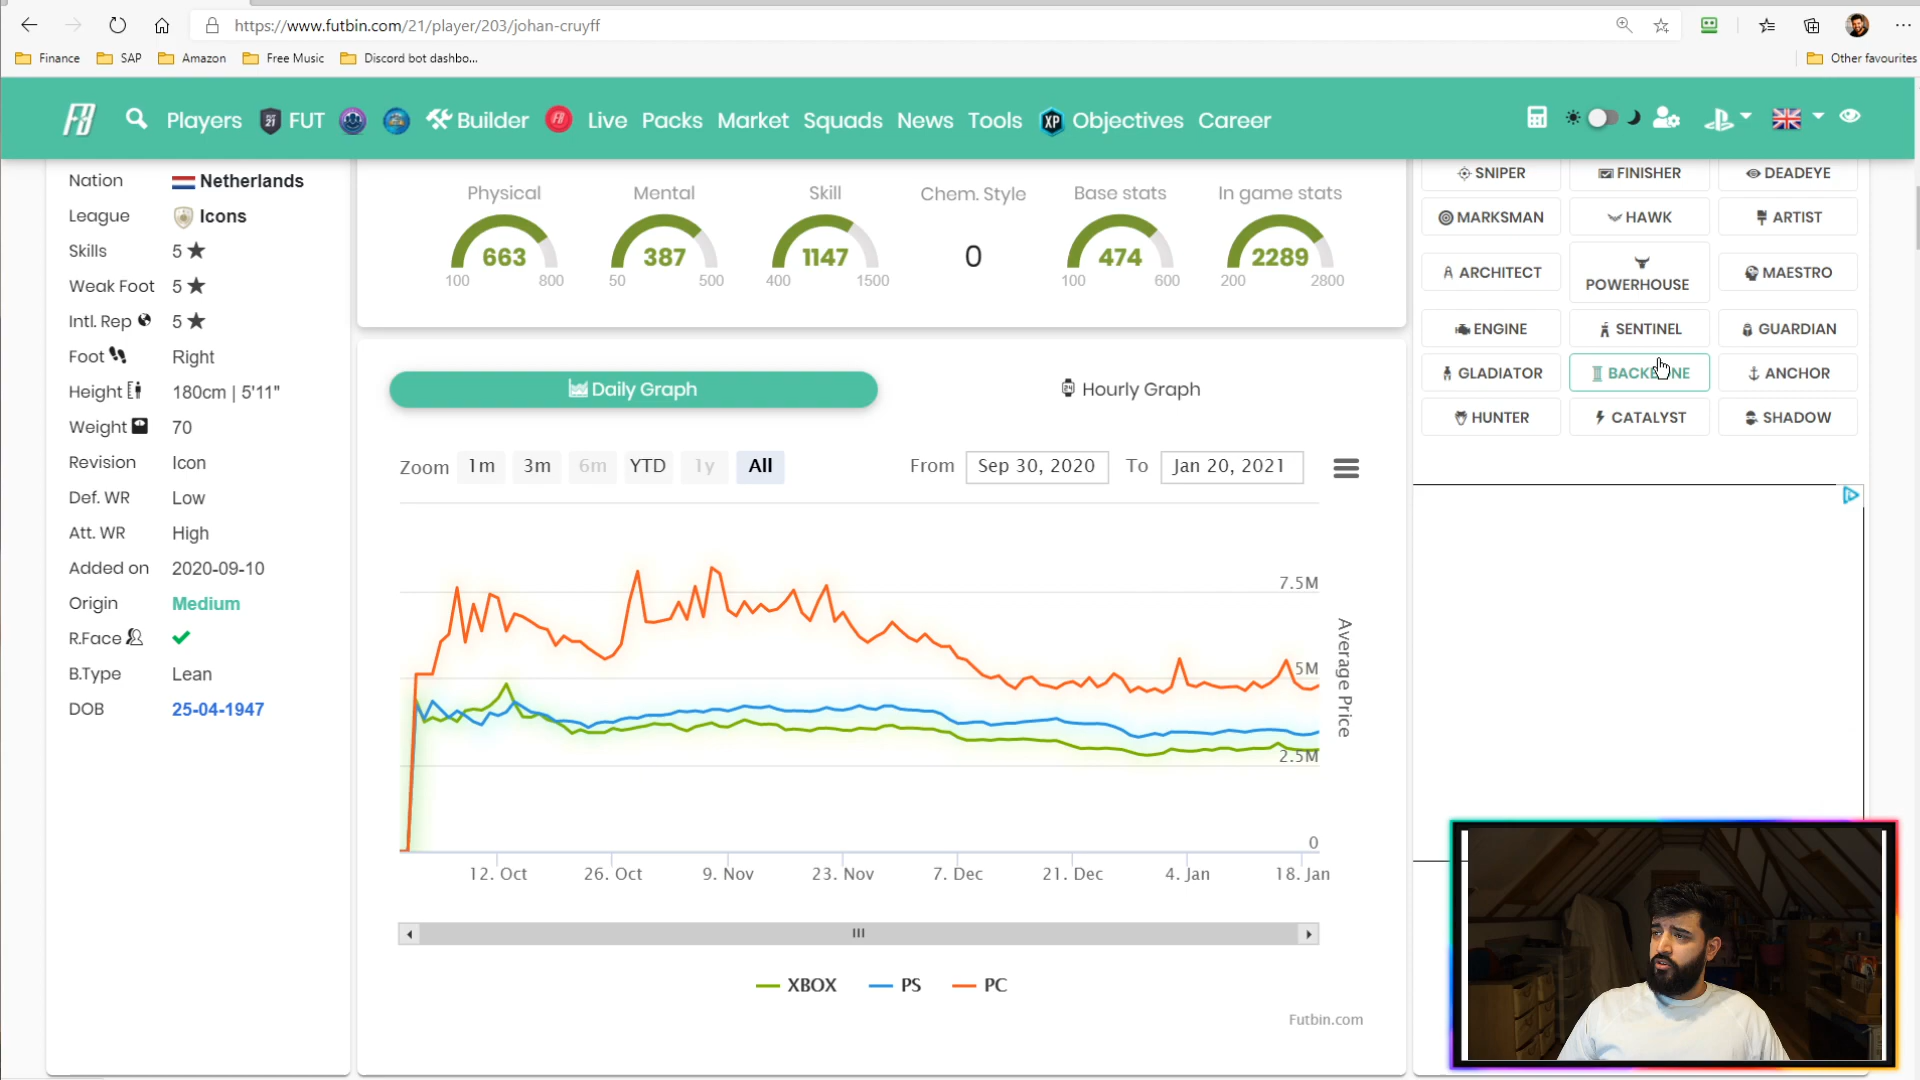 https://www.futbin.com/21/player/203/johan-cruyff
Finance SAP Amazon Free Music Discord bot dashbo... Other favourites
Players FUT Builder Live Packs Market Squads News Tools XP Objectives Career
Nation Netherlands
League Icons
Skills 5
Weak Foot 5
Intl. Rep 5
Foot Right
Height 180cm | 5'11"
Weight 70
Revision Icon
Def. WR Low
Att. WR High
Added on 2020-09-10
Origin Medium
R.Face
B.Type Lean
DOB 25-04-1947
Physical Mental Skill Chem. Style Base stats In game stats
663 387 1147 0 474 2289
100 800 50 500 400 1500 100 600 200 2800
Daily Graph Hourly Graph
Zoom 1m 3m 6m YTD 1y All From Sep 30, 2020 To Jan 20, 2021
7.5M
5M
2.5M
0
Average Price
12. Oct 26. Oct 9. Nov 23. Nov 7. Dec 21. Dec 4. Jan 18. Jan
XBOX PS PC
Futbin.com
SNIPER FINISHER DEADEYE
MARKSMAN HAWK ARTIST
ARCHITECT POWERHOUSE MAESTRO
ENGINE SENTINEL GUARDIAN
GLADIATOR ANCHOR
HUNTER CATALYST SHADOW